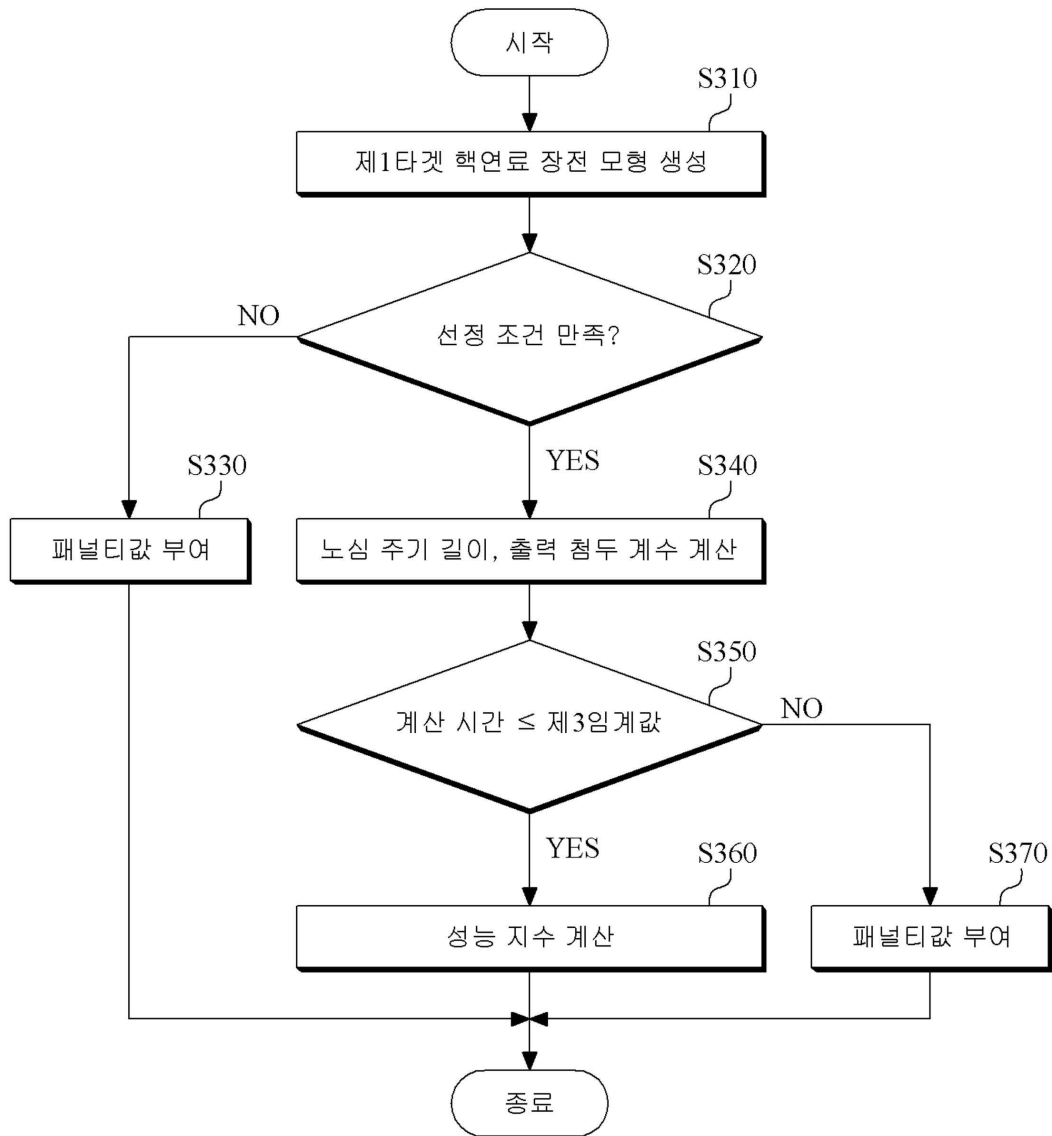 시작
S310
제1타겟 핵연료 장전 모형 생성
S320
NO
선정 조건 만족?
YES
S330
S340
패널티값 부여
노심 주기 길이, 출력 첨두 계수 계산
S350
NO
계산 시간 ≤ 제3임계값
YES
S360
S370
성능 지수 계산
패널티값 부여
종료